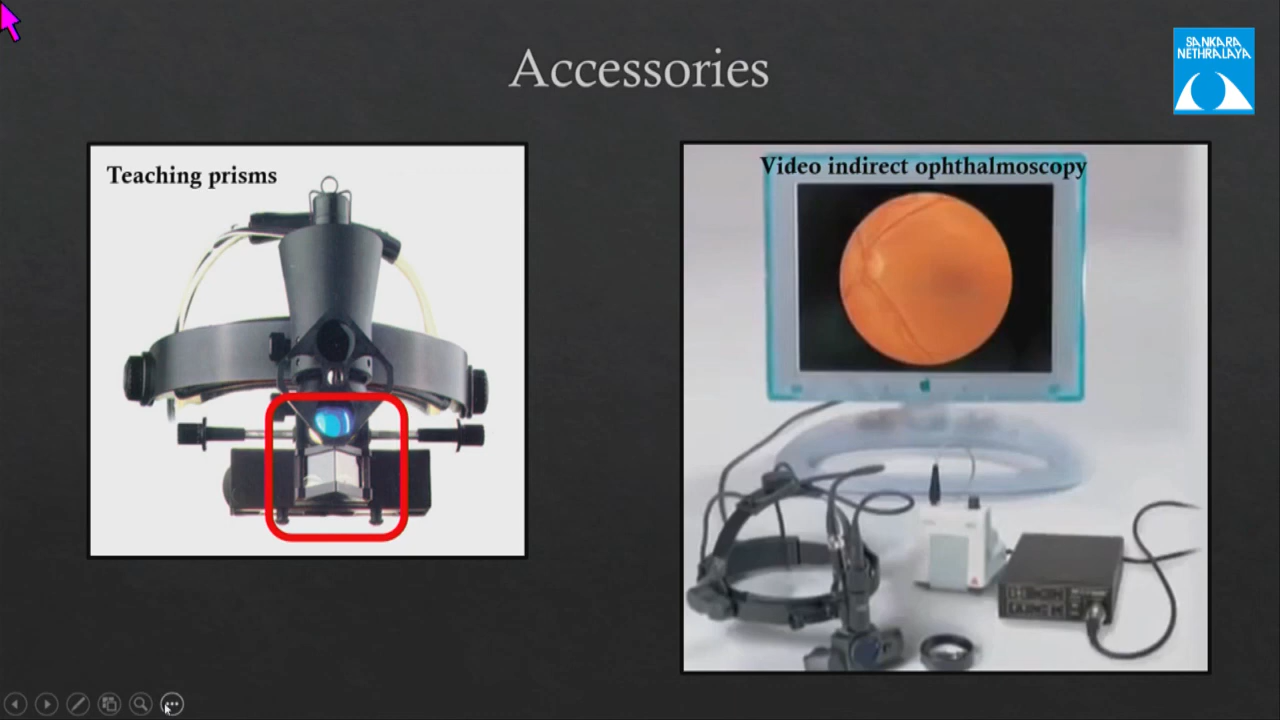 Accessories
SANKARA
NETHRALAYA
Teaching prisms
Video indirect ophthalmoscopy